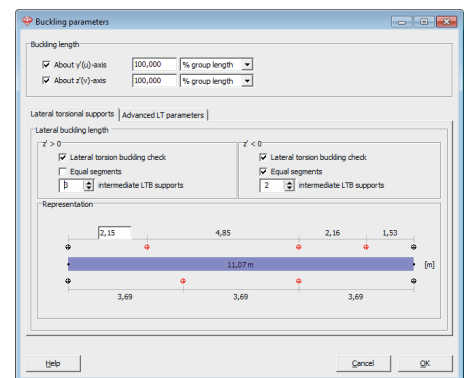 Buckling parameters
Buckling length
About y'(u)-axis 100,000 % group length
About z'(v)-axis 100,000 % group length
Lateral torsional supports Advanced LT parameters
Lateral buckling length
z' > 0 z' < 0
Lateral torsion buckling check Lateral torsion buckling check
Equal segments Equal segments
3 intermediate LTB supports 2 intermediate LTB supports
Representation
2,15 4,85 2,16 1,53
11,07 m [m]
3,69 3,69 3,69
Help Cancel OK